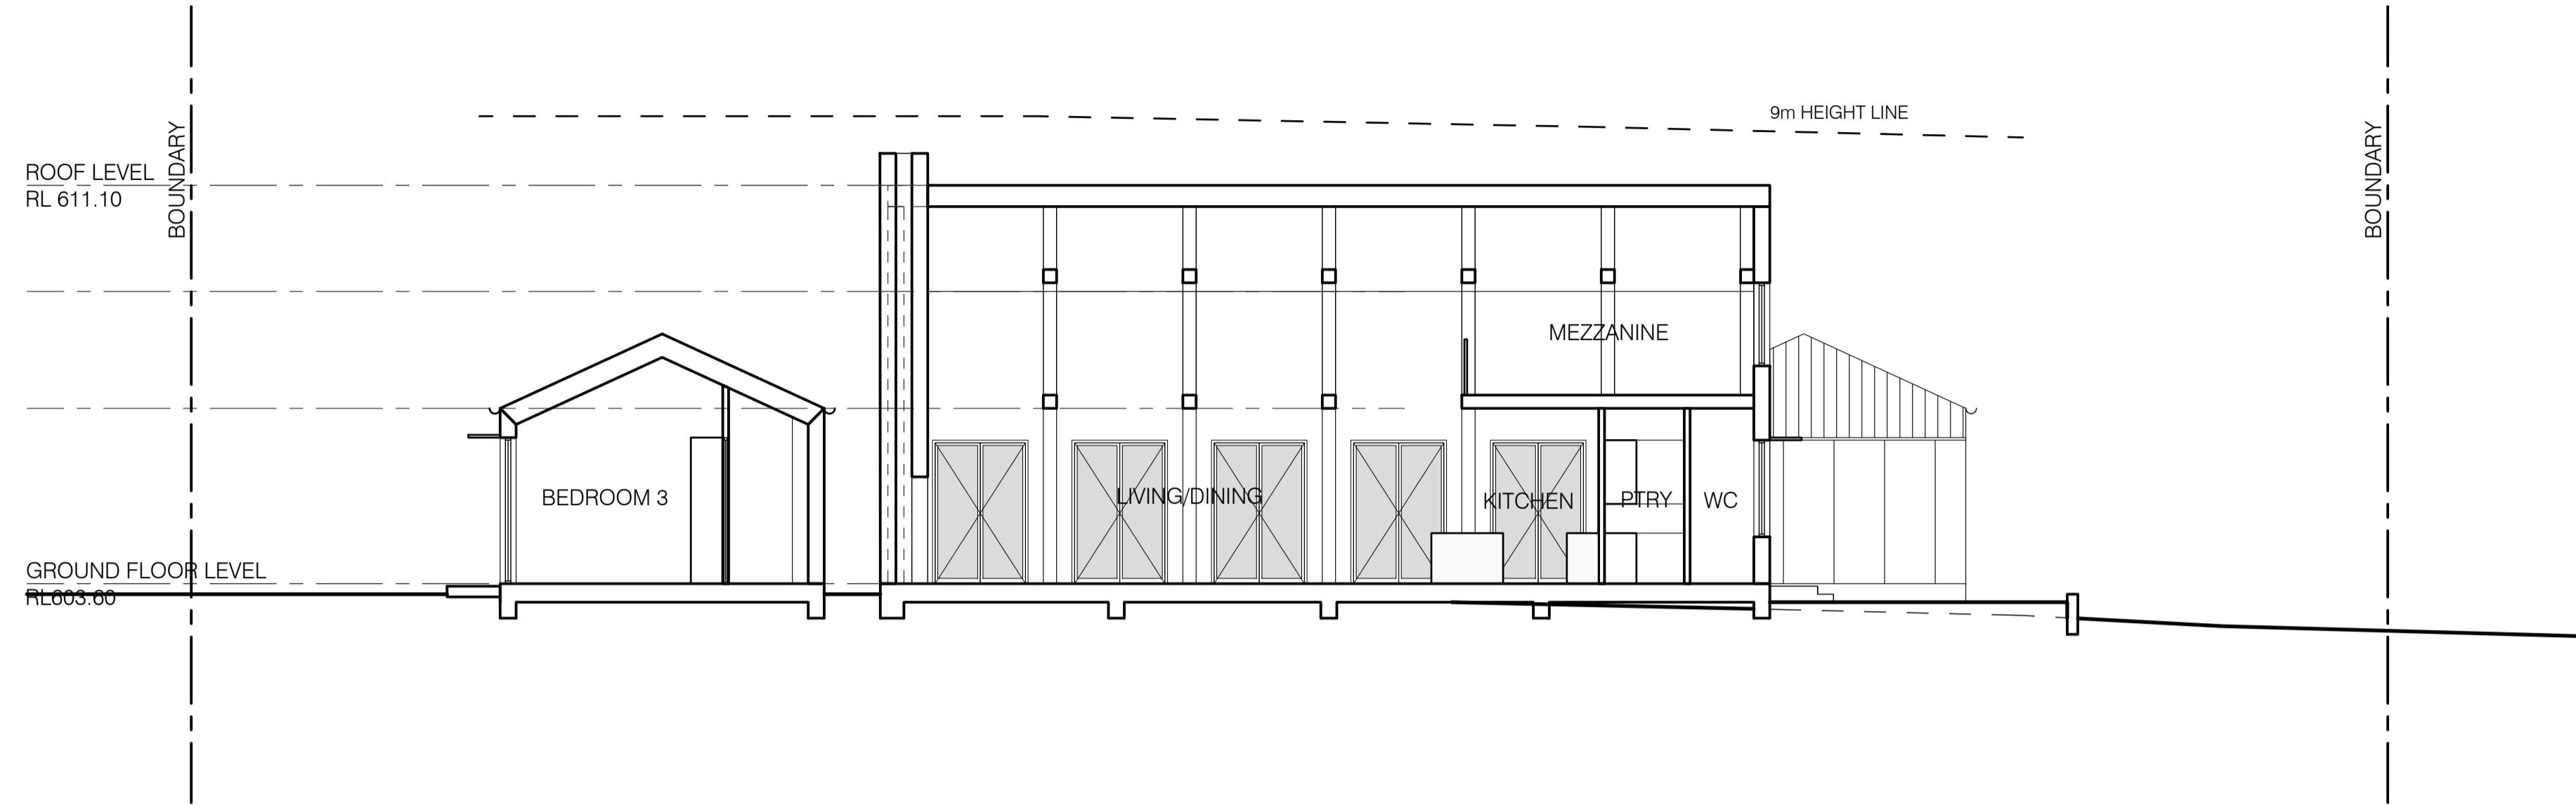 9m HEIGHT LINE
BOUNDARY
BOUNDARY
ROOF LEVEL
RL 611.10
MEZZANINE
BEDROOM 3
LIVING/DINING
KITCHEN
PTRY
WC
GROUND FLOOR LEVEL
RL603.60